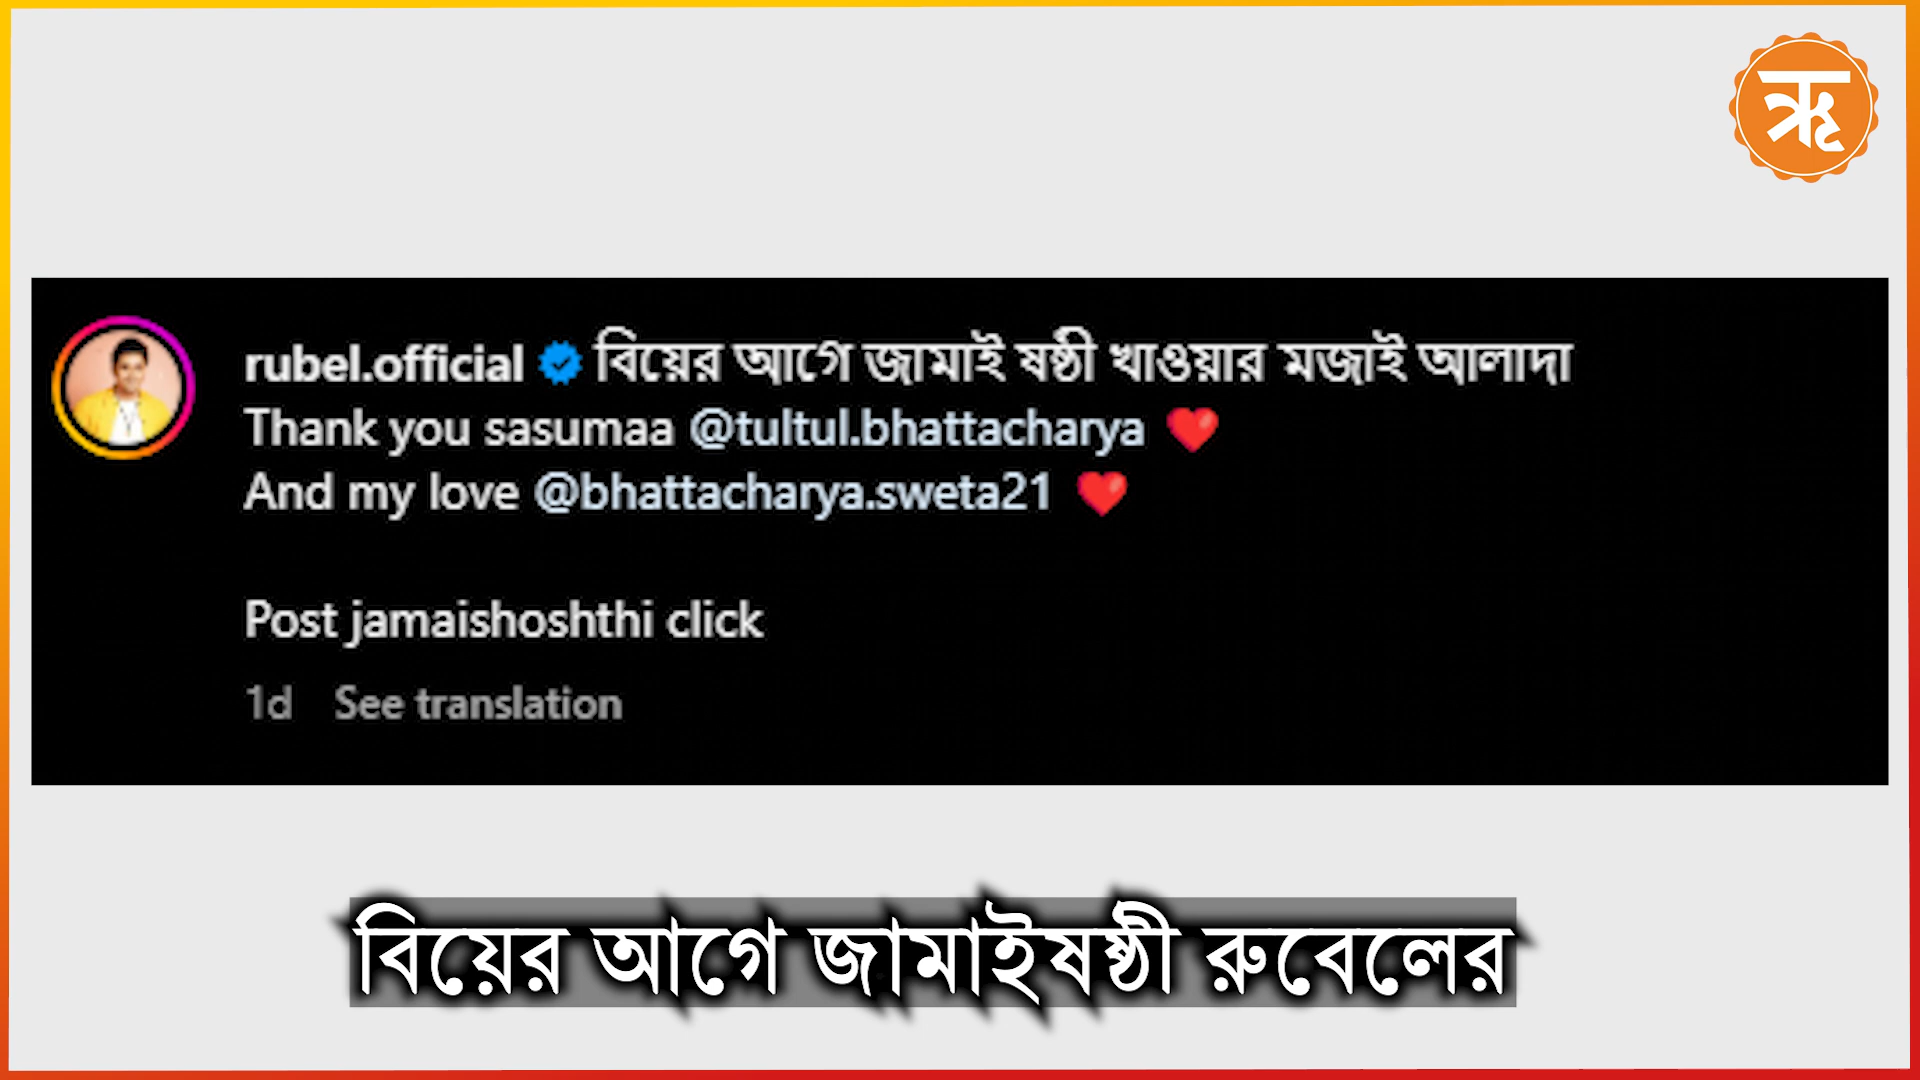 ঋ
rubel.official বিয়ের আগে জামাই ষষ্ঠী খাওয়ার মজাই আলাদা
Thank you sasumaa @tultul.bhattacharya ❤️
And my love @bhattacharya.sweta21 ❤️
Post jamaishoshthi click
1d See translation
বিয়ের আগে জামাইষষ্ঠী রুবেলের